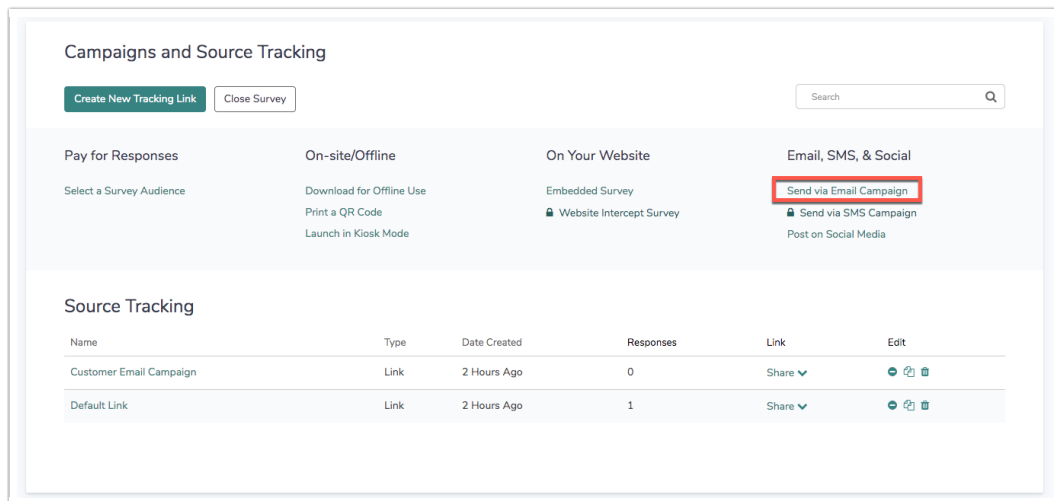 Campaigns and Source Tracking
Create New Tracking Link
Close Survey
Search
Pay for Responses
On-site/Offline
On Your Website
Email, SMS, & Social
Select a Survey Audience
Download for Offline Use
Embedded Survey
Send via Email Campaign
Print a QR Code
Website Intercept Survey
Send via SMS Campaign
Launch in Kiosk Mode
Post on Social Media
Source Tracking
Name Type Date Created Responses Link Edit
Customer Email Campaign Link 2 Hours Ago 0 Share
Default Link Link 2 Hours Ago 1 Share